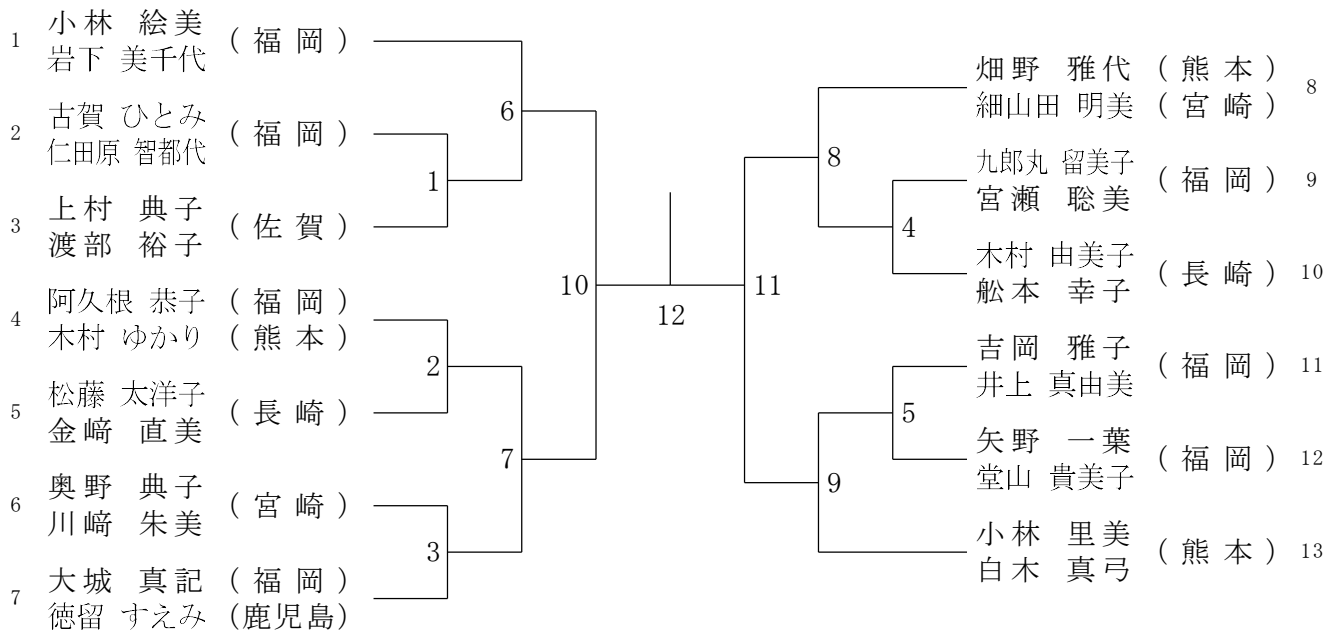 1 小林 絵美 (福岡)
岩下 美千代
2 古賀 ひとみ (福岡)
仁田原 智都代
3 上村 典子 (佐賀)
渡部 裕子
4 阿久根 恭子 (福岡)
木村 ゆかり (熊本)
5 松藤 太洋子 (長崎)
金﨑 直美
6 奥野 典子 (宮崎)
川﨑 朱美
7 大城 真記 (福岡)
徳留 すえみ (鹿児島)
6
1
2
7
3
10
12
11
8
4
5
9
畑野 雅代 (熊本) 8
細山田 明美 (宮崎)
九郎丸 留美子 (福岡) 9
宮瀬 聡美
木村 由美子 (長崎) 10
舩本 幸子
吉岡 雅子 (福岡) 11
井上 真由美
矢野 一葉 (福岡) 12
堂山 貴美子
小林 里美 (熊本) 13
白木 真弓